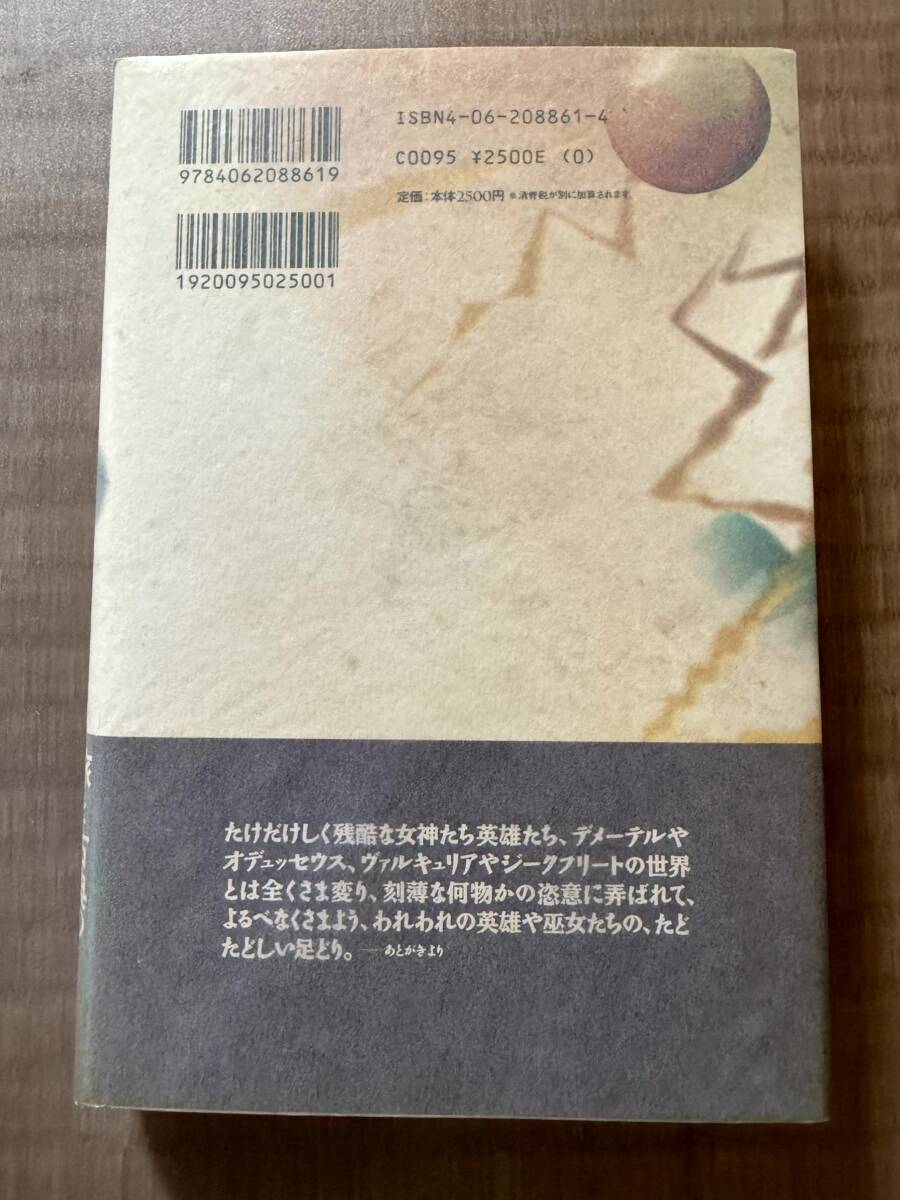 ISBN4-06-208861-4
C0095 ¥2500E (0)
定価：本体2500円 ※消費税が別に加算されます。
9784062088619
1920095025001
たけだけしく残酷な女神たち英雄たち、デメーテルや
オデュッセウス、ヴァルキュリアやジークフリートの世界
とは全くさま変り、刻薄な何物かの恣意に弄ばれて、
よるべなくさまよう、われわれの英雄や巫女たちの、たど
たどしい足どり。——あとがきより